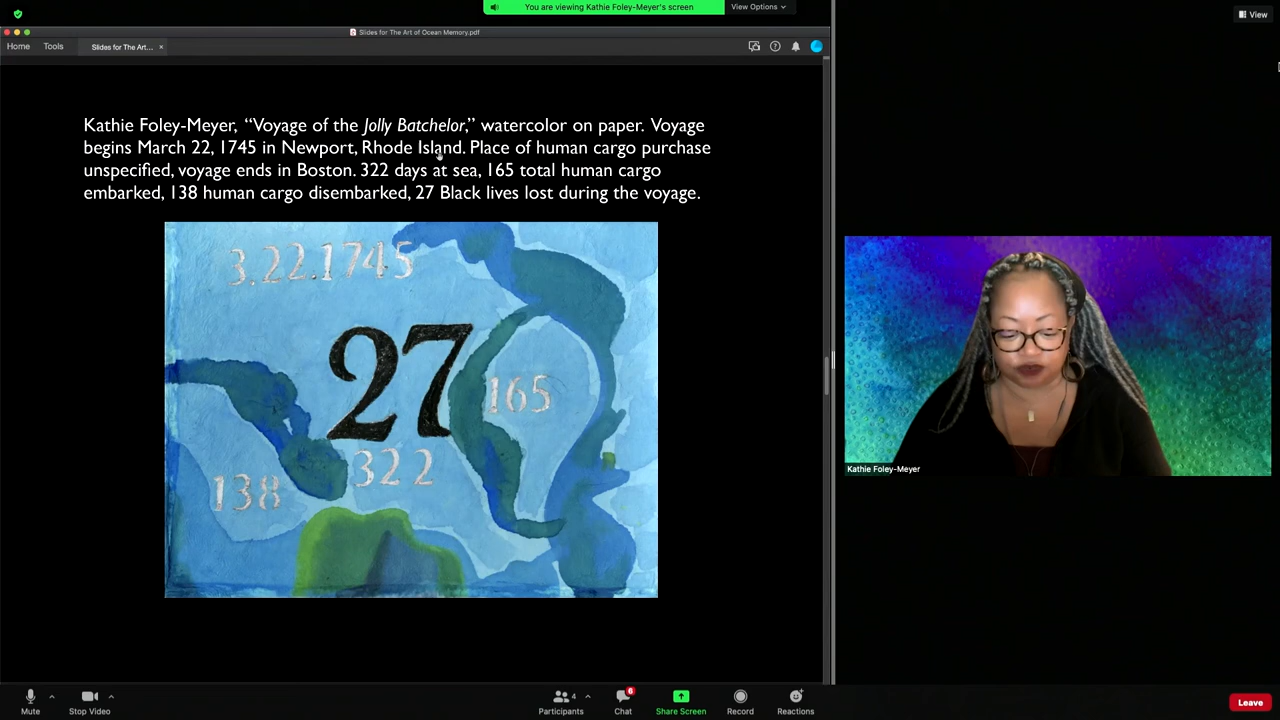 You are viewing Kathie Foley-Meyer's screen
View Options
View
Slides for The Art of Ocean Memory.pdf
Home
Tools
Slides for The Art...
Kathie Foley-Meyer, “Voyage of the Jolly Batchelor,” watercolor on paper. Voyage
begins March 22, 1745 in Newport, Rhode Island. Place of human cargo purchase
unspecified, voyage ends in Boston. 322 days at sea, 165 total human cargo
embarked, 138 human cargo disembarked, 27 Black lives lost during the voyage.
3.22.1745
27
165
322
138
Kathie Foley-Meyer
Mute
Stop Video
4
Participants
6
Chat
Share Screen
Record
Reactions
Leave